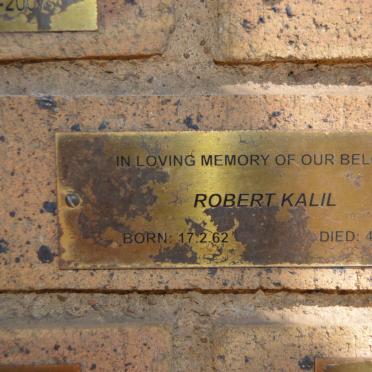 IN LOVING MEMORY OF OUR BEL
ROBERT KALIL
BORN: 17.2.62 DIED: 4